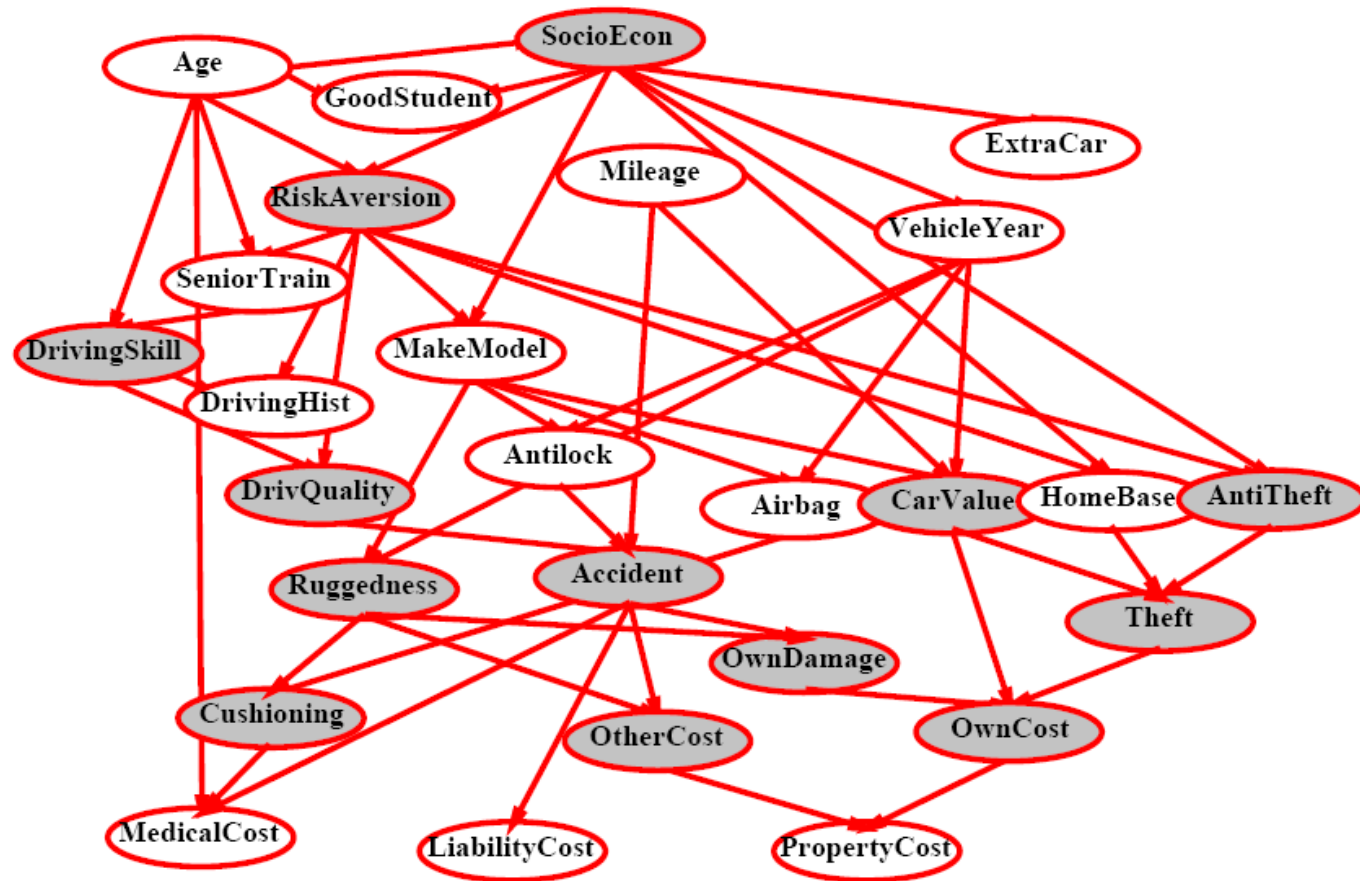 SocioEcon
Age
GoodStudent
ExtraCar
Mileage
RiskAversion
VehicleYear
SeniorTrain
DrivingSkill
MakeModel
DrivingHist
Antilock
DrivQuality
Airbag
CarValue
HomeBase
AntiTheft
Ruggedness
Accident
Theft
OwnDamage
Cushioning
OtherCost
OwnCost
MedicalCost
LiabilityCost
PropertyCost